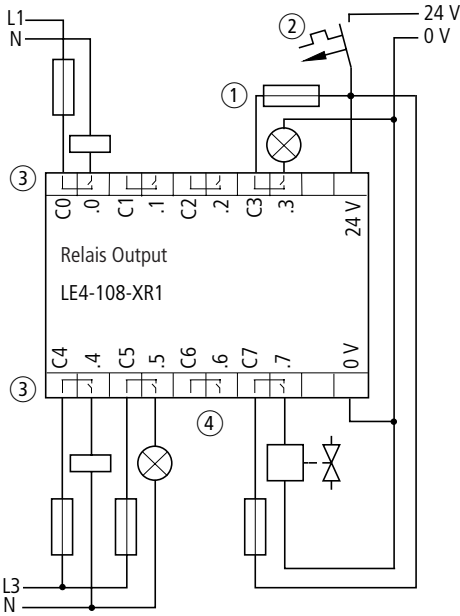 L1
N
②
24 V
0 V
①
③
C0 .0 C1 .1 C2 .2 C3 .3 24 V
Relais Output
LE4-108-XR1
C4 .4 C5 .5 C6 .6 C7 .7 0 V
③
④
L3
N